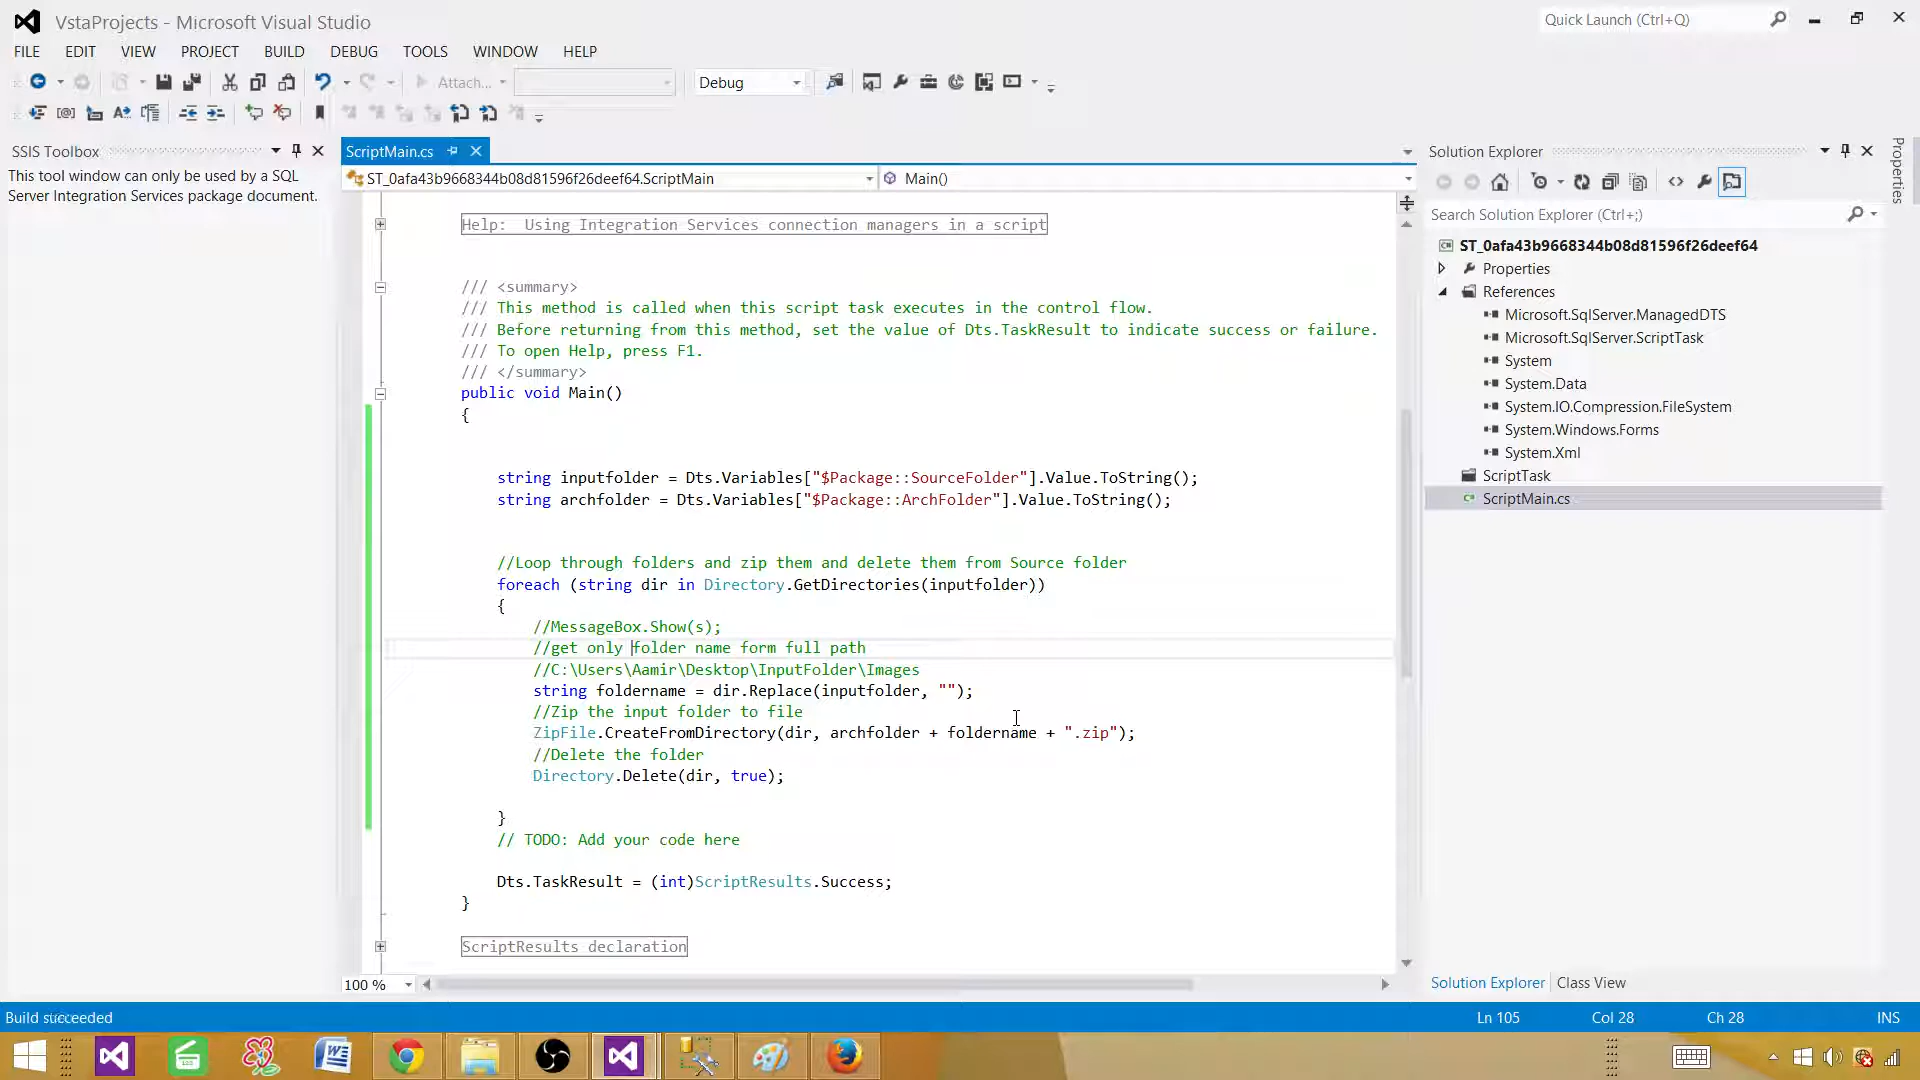 VstaProjects - Microsoft Visual Studio
Quick Launch (Ctrl+Q)
FILE EDIT VIEW PROJECT BUILD DEBUG TOOLS WINDOW HELP
Attach...
Debug
SSIS Toolbox
This tool window can only be used by a SQL
Server Integration Services package document.
ScriptMain.cs
ST_0afa43b9668344b08d81596f26deef64.ScriptMain
Main()
Help:  Using Integration Services connection managers in a script
/// <summary>
/// This method is called when this script task executes in the control flow.
/// Before returning from this method, set the value of Dts.TaskResult to indicate success or failure.
/// To open Help, press F1.
/// </summary>
public void Main()
{
string inputfolder = Dts.Variables["$Package::SourceFolder"].Value.ToString();
string archfolder = Dts.Variables["$Package::ArchFolder"].Value.ToString();
//Loop through folders and zip them and delete them from Source folder
foreach (string dir in Directory.GetDirectories(inputfolder))
{
//MessageBox.Show(s);
//get only folder name form full path
//C:\Users\Aamir\Desktop\InputFolder\Images
string foldername = dir.Replace(inputfolder, "");
//Zip the input folder to file
ZipFile.CreateFromDirectory(dir, archfolder + foldername + ".zip");
//Delete the folder
Directory.Delete(dir, true);
}
// TODO: Add your code here
Dts.TaskResult = (int)ScriptResults.Success;
}
ScriptResults declaration
100 %
Solution Explorer
Search Solution Explorer (Ctrl+;)
ST_0afa43b9668344b08d81596f26deef64
Properties
References
Microsoft.SqlServer.ManagedDTS
Microsoft.SqlServer.ScriptTask
System
System.Data
System.IO.Compression.FileSystem
System.Windows.Forms
System.Xml
ScriptTask
ScriptMain.cs
Solution Explorer Class View
Properties
Build succeeded
Ln 105 Col 28 Ch 28 INS